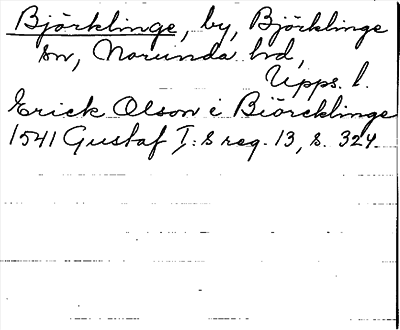 Björklinge, by, Björklinge
sn, Norunda hd,
Upps. l.
Erick Olson i Biörcklinge
1541 Gustaf I:s reg. 13, s. 324.